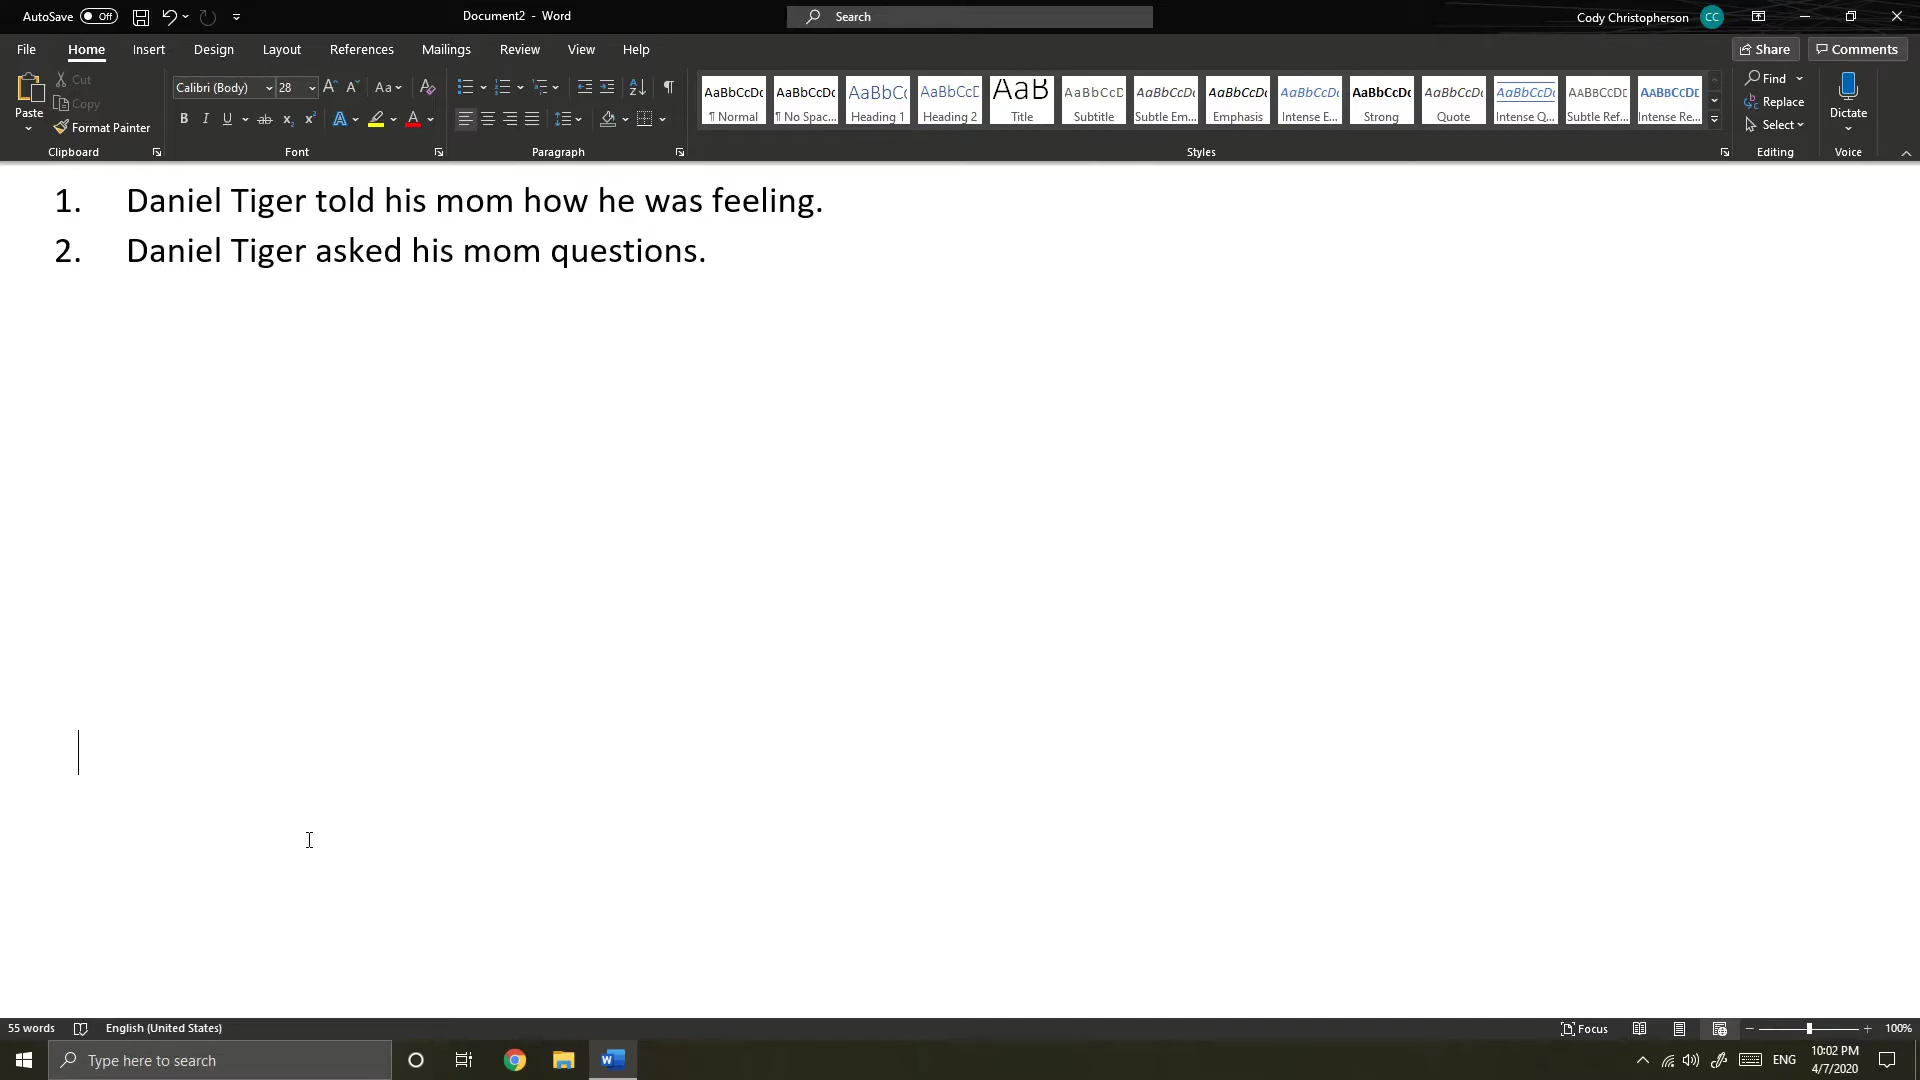 AutoSave Off Document2 - Word Search Cody Christopherson CC
File Home Insert Design Layout References Mailings Review View Help Share Comments
Paste
Cut
Copy
Format Painter
Clipboard
Calibri (Body) 28
Font
Paragraph
AaBbCcDc AaBbCcDc AaBbCc AaBbCcD AaB AaBbCcD AaBbCcDc AaBbCcDc AaBbCcDc AaBbCcDc AaBbCcDc AaBbCcDc AABBCCDE AABBCCDE
¶ Normal ¶ No Spac... Heading 1 Heading 2 Title Subtitle Subtle Em... Emphasis Intense E... Strong Quote Intense Q... Subtle Ref... Intense Re...
Styles
Find
Replace
Select
Editing
Dictate
Voice
1. Daniel Tiger told his mom how he was feeling.
2. Daniel Tiger asked his mom questions.
55 words English (United States) Focus 100%
Type here to search ENG 10:02 PM
4/7/2020